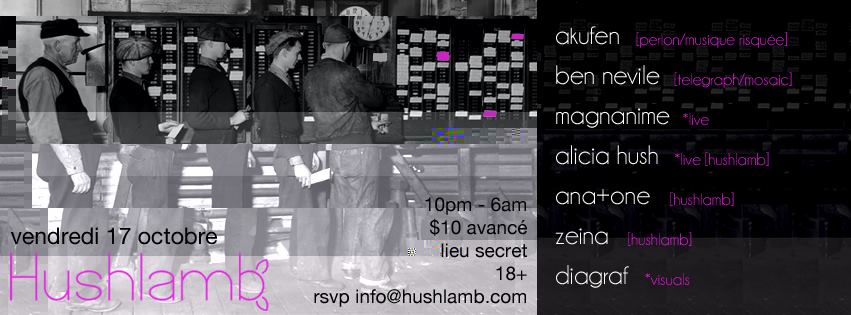 vendredi 17 octobre
Hushlamb
10pm - 6am
$10 avancé
lieu secret
18+
rsvp info@hushlamb.com
akufen [perlon/musique risquée]
ben nevile [telegraph/mosaic]
magnanime *live
alicia hush *live [hushlamb]
ana+one [hushlamb]
zeina [hushlamb]
diagraf *visuals